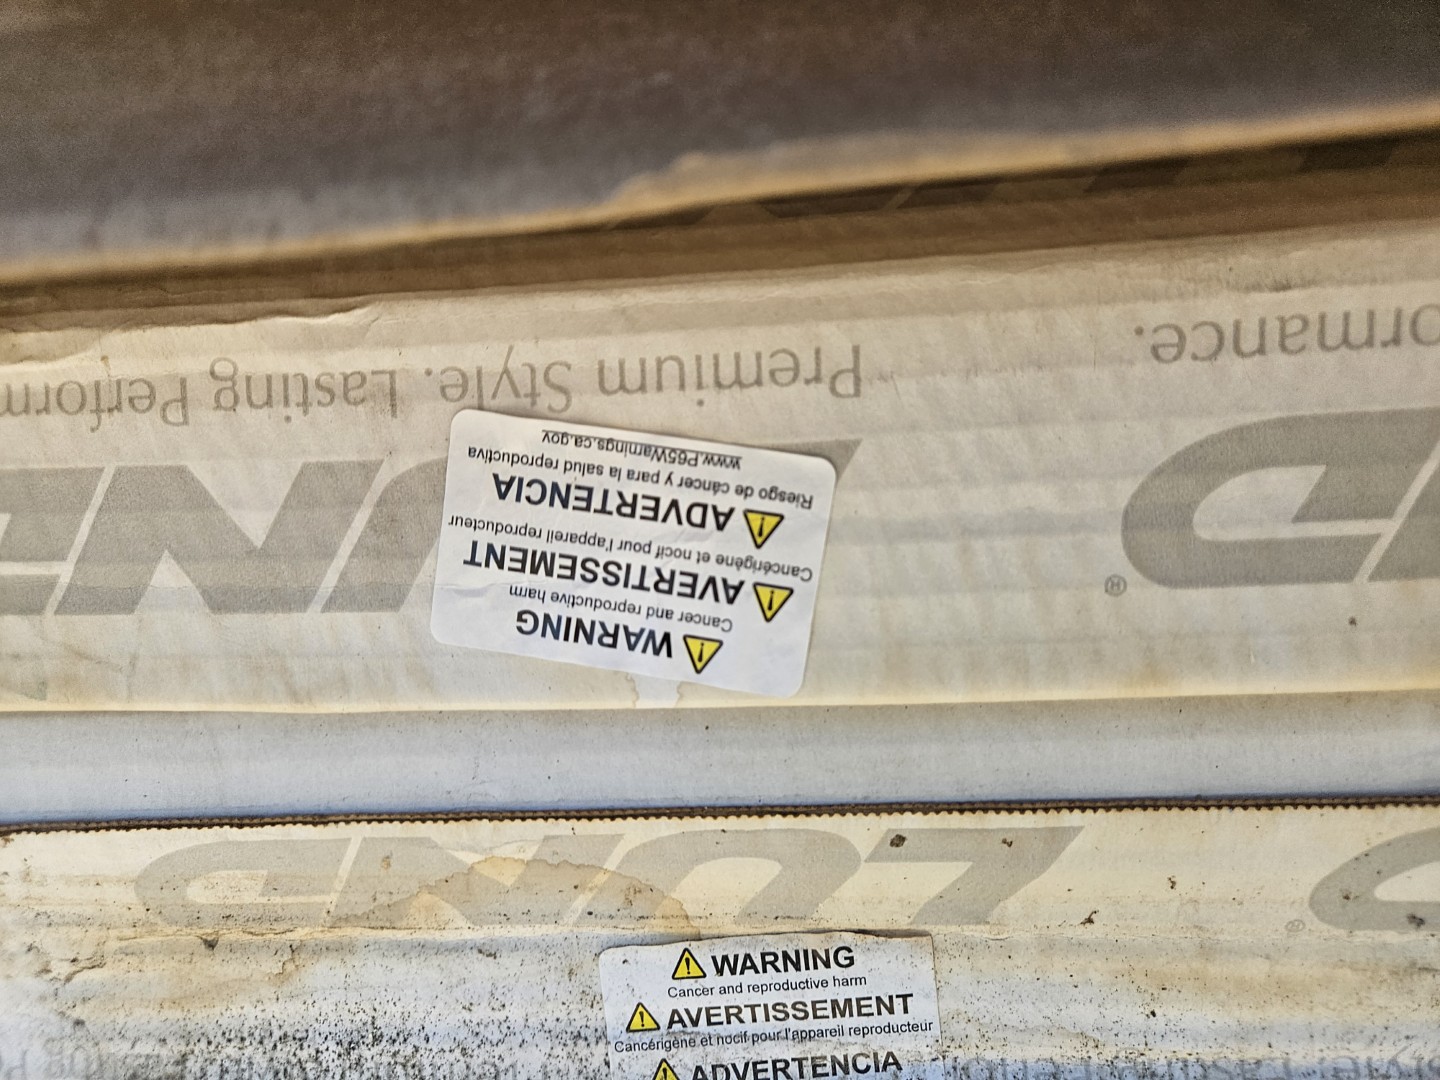 ormance.
Premium Style. Lasting Perform
LUND
®
www.P65Warnings.ca.gov
Riesgo de cáncer y para la salud reproductiva
ADVERTENCIA
Cancérigène et nocif pour l'appareil reproducteur
AVERTISSEMENT
Cancer and reproductive harm
WARNING
LUND
®
WARNING
Cancer and reproductive harm
AVERTISSEMENT
Cancérigène et nocif pour l'appareil reproducteur
ADVERTENCIA